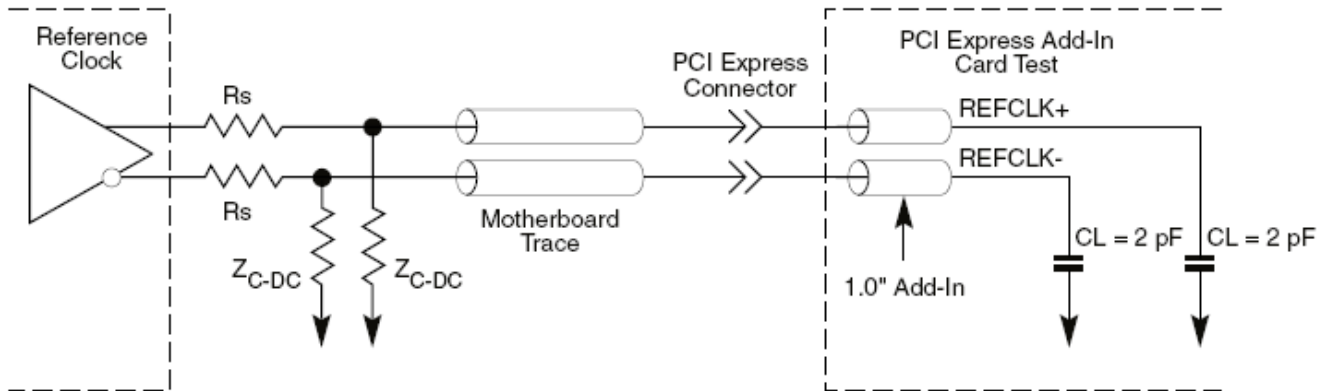 Reference
Clock
Rs
Rs
Z_C-DC
Z_C-DC
Motherboard
Trace
PCI Express
Connector
PCI Express Add-In
Card Test
REFCLK+
REFCLK-
1.0" Add-In
CL = 2 pF
CL = 2 pF